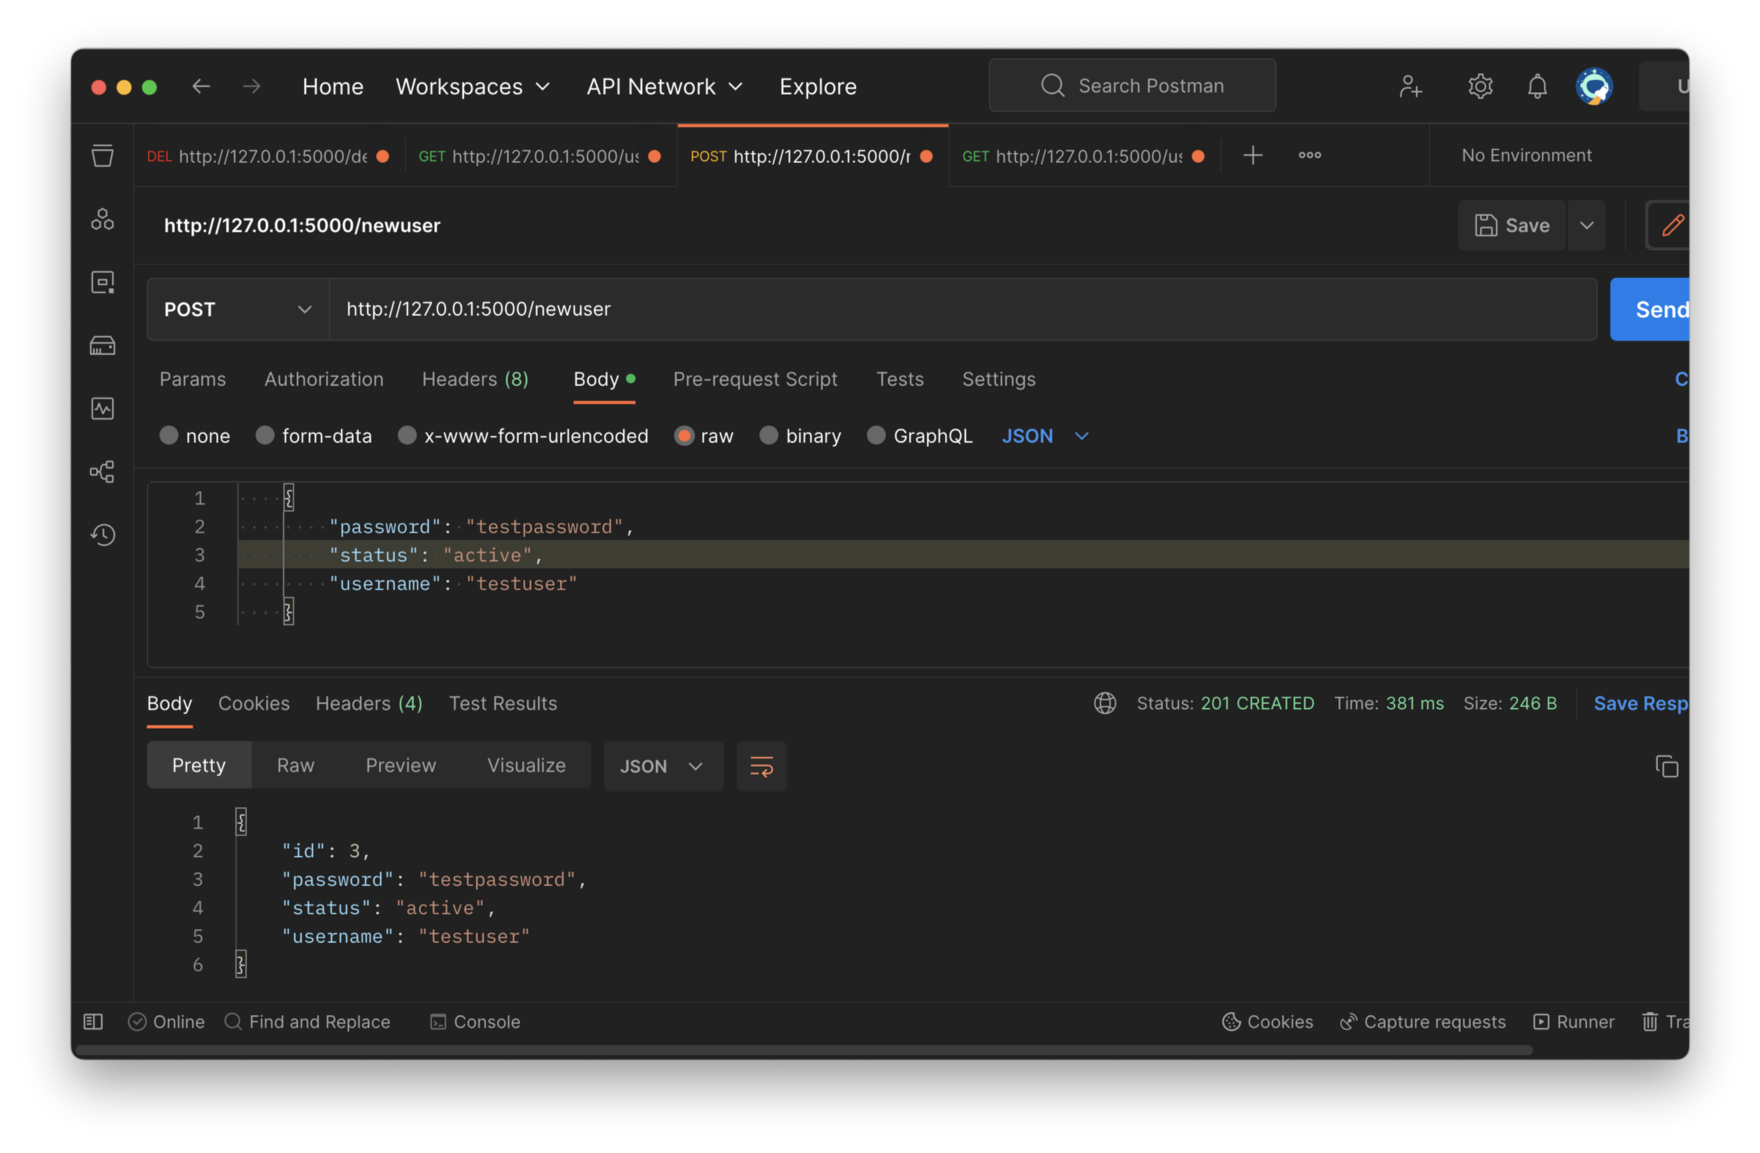 Home Workspaces API Network Explore Search Postman U
DEL http://127.0.0.1:5000/de GET http://127.0.0.1:5000/us POST http://127.0.0.1:5000/r GET http://127.0.0.1:5000/us No Environment
http://127.0.0.1:5000/newuser Save
POST http://127.0.0.1:5000/newuser Send
Params Authorization Headers (8) Body Pre-request Script Tests Settings C
none form-data x-www-form-urlencoded raw binary GraphQL JSON B
1 {
2 "password": "testpassword",
3 "status": "active",
4 "username": "testuser"
5 }
Body Cookies Headers (4) Test Results Status: 201 CREATED Time: 381 ms Size: 246 B Save Resp
Pretty Raw Preview Visualize JSON
1 {
2 "id": 3,
3 "password": "testpassword",
4 "status": "active",
5 "username": "testuser"
6 }
Online Find and Replace Console Cookies Capture requests Runner Tra